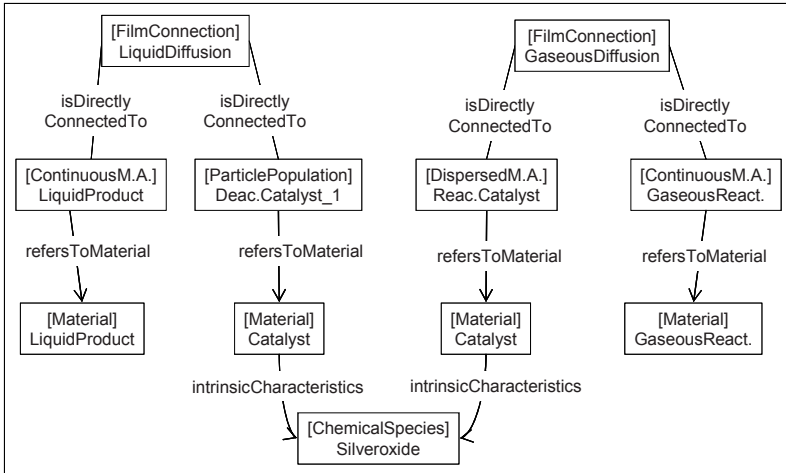 [FilmConnection]
LiquidDiffusion
[FilmConnection]
GaseousDiffusion
isDirectly
ConnectedTo
isDirectly
ConnectedTo
isDirectly
ConnectedTo
isDirectly
ConnectedTo
[ContinuousM.A.]
LiquidProduct
[ParticlePopulation]
Deac.Catalyst_1
[DispersedM.A.]
Reac.Catalyst
[ContinuousM.A.]
GaseousReact.
refersToMaterial
refersToMaterial
refersToMaterial
refersToMaterial
[Material]
LiquidProduct
[Material]
Catalyst
[Material]
Catalyst
[Material]
GaseousReact.
intrinsicCharacteristics
intrinsicCharacteristics
[ChemicalSpecies]
Silveroxide